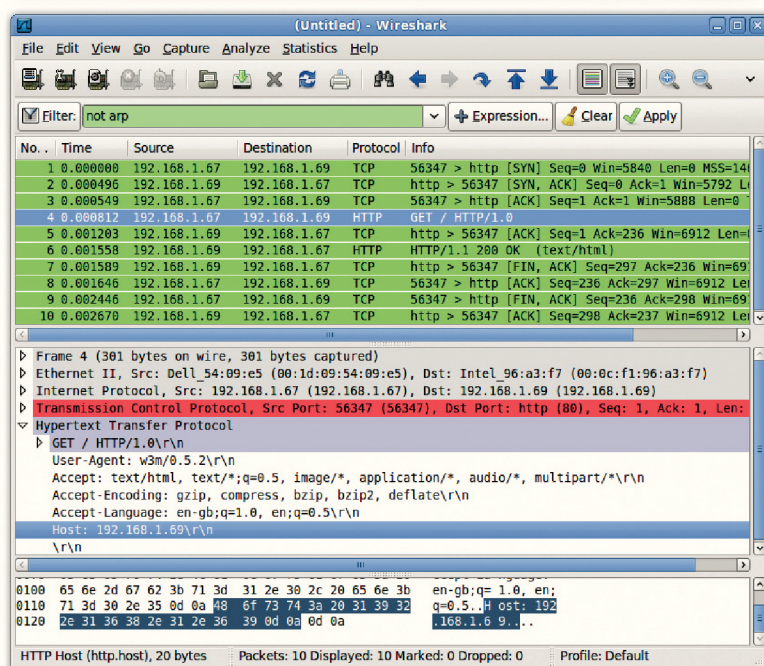 (Untitled) - Wireshark
File Edit View Go Capture Analyze Statistics Help
Filter: not arp Expression... Clear Apply
No. . Time Source Destination Protocol Info
1 0.000000 192.168.1.67 192.168.1.69 TCP 56347 > http [SYN] Seq=0 Win=5840 Len=0 MSS=146
2 0.000496 192.168.1.69 192.168.1.67 TCP http > 56347 [SYN, ACK] Seq=0 Ack=1 Win=5792 Le
3 0.000549 192.168.1.67 192.168.1.69 TCP 56347 > http [ACK] Seq=1 Ack=1 Win=5888 Len=0
4 0.000812 192.168.1.67 192.168.1.69 HTTP GET / HTTP/1.0
5 0.001203 192.168.1.69 192.168.1.67 TCP http > 56347 [ACK] Seq=1 Ack=236 Win=6912 Len=
6 0.001558 192.168.1.69 192.168.1.67 HTTP HTTP/1.1 200 OK (text/html)
7 0.001589 192.168.1.69 192.168.1.67 TCP http > 56347 [FIN, ACK] Seq=297 Ack=236 Win=691
8 0.001646 192.168.1.67 192.168.1.69 TCP 56347 > http [ACK] Seq=236 Ack=297 Win=6912 Len
9 0.002446 192.168.1.67 192.168.1.69 TCP 56347 > http [FIN, ACK] Seq=236 Ack=298 Win=69
10 0.002670 192.168.1.69 192.168.1.67 TCP http > 56347 [ACK] Seq=298 Ack=237 Win=6912 Len
Frame 4 (301 bytes on wire, 301 bytes captured)
Ethernet II, Src: Dell_54:09:e5 (00:1d:09:54:09:e5), Dst: Intel_96:a3:f7 (00:0c:f1:96:a3:f7)
Internet Protocol, Src: 192.168.1.67 (192.168.1.67), Dst: 192.168.1.69 (192.168.1.69)
Transmission Control Protocol, Src Port: 56347 (56347), Dst Port: http (80), Seq: 1, Ack: 1, Len:
Hypertext Transfer Protocol
GET / HTTP/1.0\r\n
User-Agent: w3m/0.5.2\r\n
Accept: text/html, text/*;q=0.5, image/*, application/*, audio/*, multipart/*\r\n
Accept-Encoding: gzip, compress, bzip, bzip2, deflate\r\n
Accept-Language: en-gb;q=1.0, en;q=0.5\r\n
Host: 192.168.1.69\r\n
\r\n
0100 65 6e 2d 67 62 3b 71 3d 31 2e 30 2c 20 65 6e 3b en-gb;q= 1.0, en;
0110 71 3d 30 2e 35 0d 0a 48 6f 73 74 3a 20 31 39 32 q=0.5..H ost: 192
0120 2e 31 36 38 2e 31 2e 36 39 0d 0a 0d 0a .168.1.6 9....
HTTP Host (http.host), 20 bytes Packets: 10 Displayed: 10 Marked: 0 Dropped: 0 Profile: Default